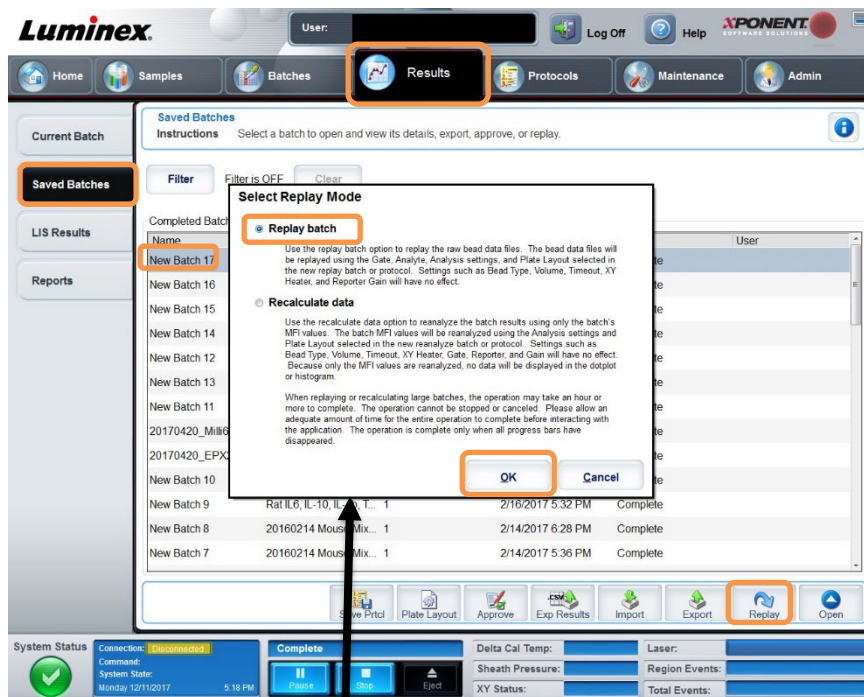 Luminex.
User:
Log Off
Help
XPONENT
SOFTWARE SOLUTIONS
Home
Samples
Batches
Results
Protocols
Maintenance
Admin
Current Batch
Saved Batches
LIS Results
Reports
Saved Batches
Instructions Select a batch to open and view its details, export, approve, or replay.
Filter Filter is OFF Clear
Completed Batch
Name User
New Batch 17 te
New Batch 16 te
New Batch 15 te
New Batch 14 te
New Batch 12 te
New Batch 13 te
New Batch 11 te
20170420_Milli6 te
20170420_EPX te
New Batch 10 te
Select Replay Mode
Replay batch
Use the replay batch option to replay the raw bead data files. The bead data files will
be replayed using the Gate, Analyte, Analysis settings, and Plate Layout selected in
the new replay batch or protocol. Settings such as Bead Type, Volume, Timeout, XY
Heater, and Reporter Gain will have no effect.
Recalculate data
Use the recalculate data option to reanalyze the batch results using only the batch's
MFI values. The batch MFI values will be reanalyzed using the Analysis settings and
Plate Layout selected in the new reanalyze batch or protocol. Settings such as
Bead Type, Volume, Timeout, XY Heater, Gate, Reporter, and Gain will have no effect.
Because only the MFI values are reanalyzed, no data will be displayed in the dotplot
or histogram.
When replaying or recalculating large batches, the operation may take an hour or
more to complete. The operation cannot be stopped or canceled. Please allow an
adequate amount of time for the entire operation to complete before interacting with
the application. The operation is complete only when all progress bars have
disappeared.
OK Cancel
New Batch 9 Rat IL6, IL-10, IL- T... 1 2/16/2017 5:32 PM Complete
New Batch 8 20160214 Mouse Mix... 1 2/14/2017 6:28 PM Complete
New Batch 7 20160214 Mouse Mix... 1 2/14/2017 5:36 PM Complete
Save Prtcl
Plate Layout
Approve
.CSV
Exp Results
Import
Export
Replay
Open
System Status
Connection: Disconnected
Command:
System State:
Monday 12/11/2017 5:18 PM
Complete
Pause
Stop
Eject
Delta Cal Temp:
Sheath Pressure:
XY Status:
Laser:
Region Events:
Total Events: